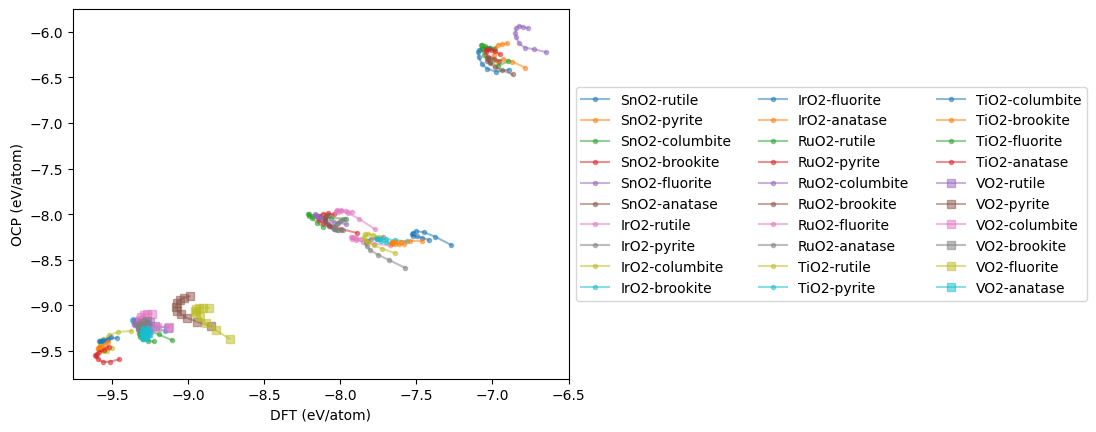 −6.0
−6.5
−7.0
−7.5
−8.0
−8.5
−9.0
−9.5
OCP (eV/atom)
−9.5 −9.0 −8.5 −8.0 −7.5 −7.0 −6.5
DFT (eV/atom)
SnO2-rutile
SnO2-pyrite
SnO2-columbite
SnO2-brookite
SnO2-fluorite
SnO2-anatase
IrO2-rutile
IrO2-pyrite
IrO2-columbite
IrO2-brookite
IrO2-fluorite
IrO2-anatase
RuO2-rutile
RuO2-pyrite
RuO2-columbite
RuO2-brookite
RuO2-fluorite
RuO2-anatase
TiO2-rutile
TiO2-pyrite
TiO2-columbite
TiO2-brookite
TiO2-fluorite
TiO2-anatase
VO2-rutile
VO2-pyrite
VO2-columbite
VO2-brookite
VO2-fluorite
VO2-anatase